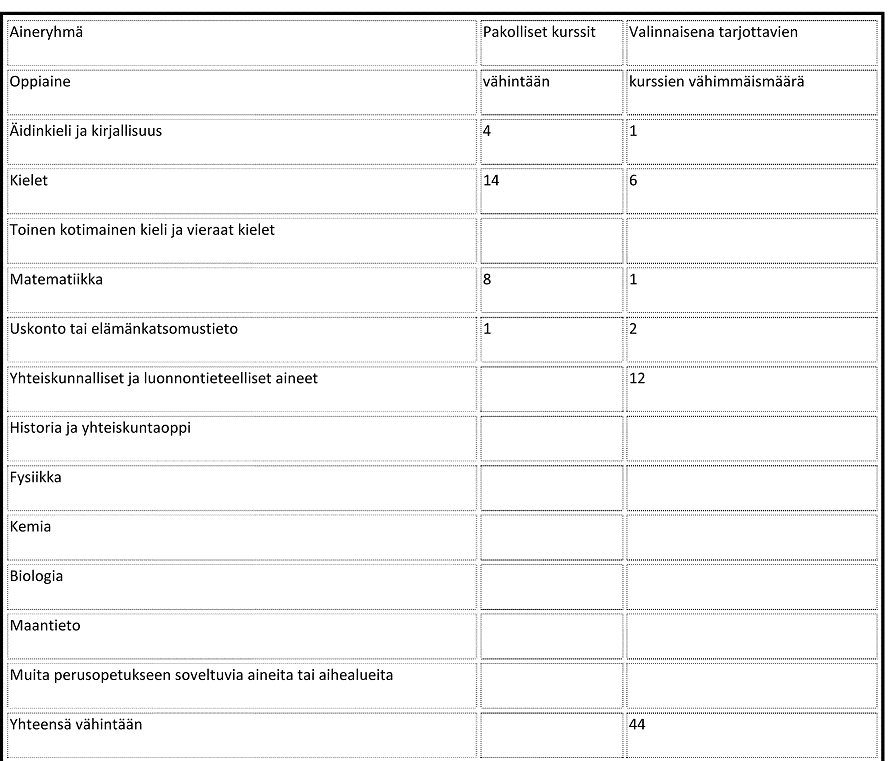 Aineryhmä Pakolliset kurssit Valinnaisena tarjottavien
Oppiaine vähintään kurssien vähimmäismäärä
Äidinkieli ja kirjallisuus 4 1
Kielet 14 6
Toinen kotimainen kieli ja vieraat kielet
Matematiikka 8 1
Uskonto tai elämänkatsomustieto 1 2
Yhteiskunnalliset ja luonnontieteelliset aineet 12
Historia ja yhteiskuntaoppi
Fysiikka
Kemia
Biologia
Maantieto
Muita perusopetukseen soveltuvia aineita tai aihealueita
Yhteensä vähintään 44